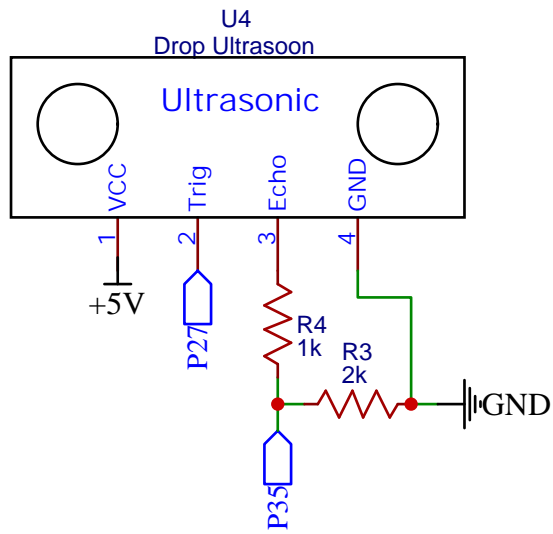 U4
Drop Ultrasoon
Ultrasonic
VCC
Trig
Echo
GND
1
2
3
4
+5V
P27
R4
1k
R3
2k
GND
P35